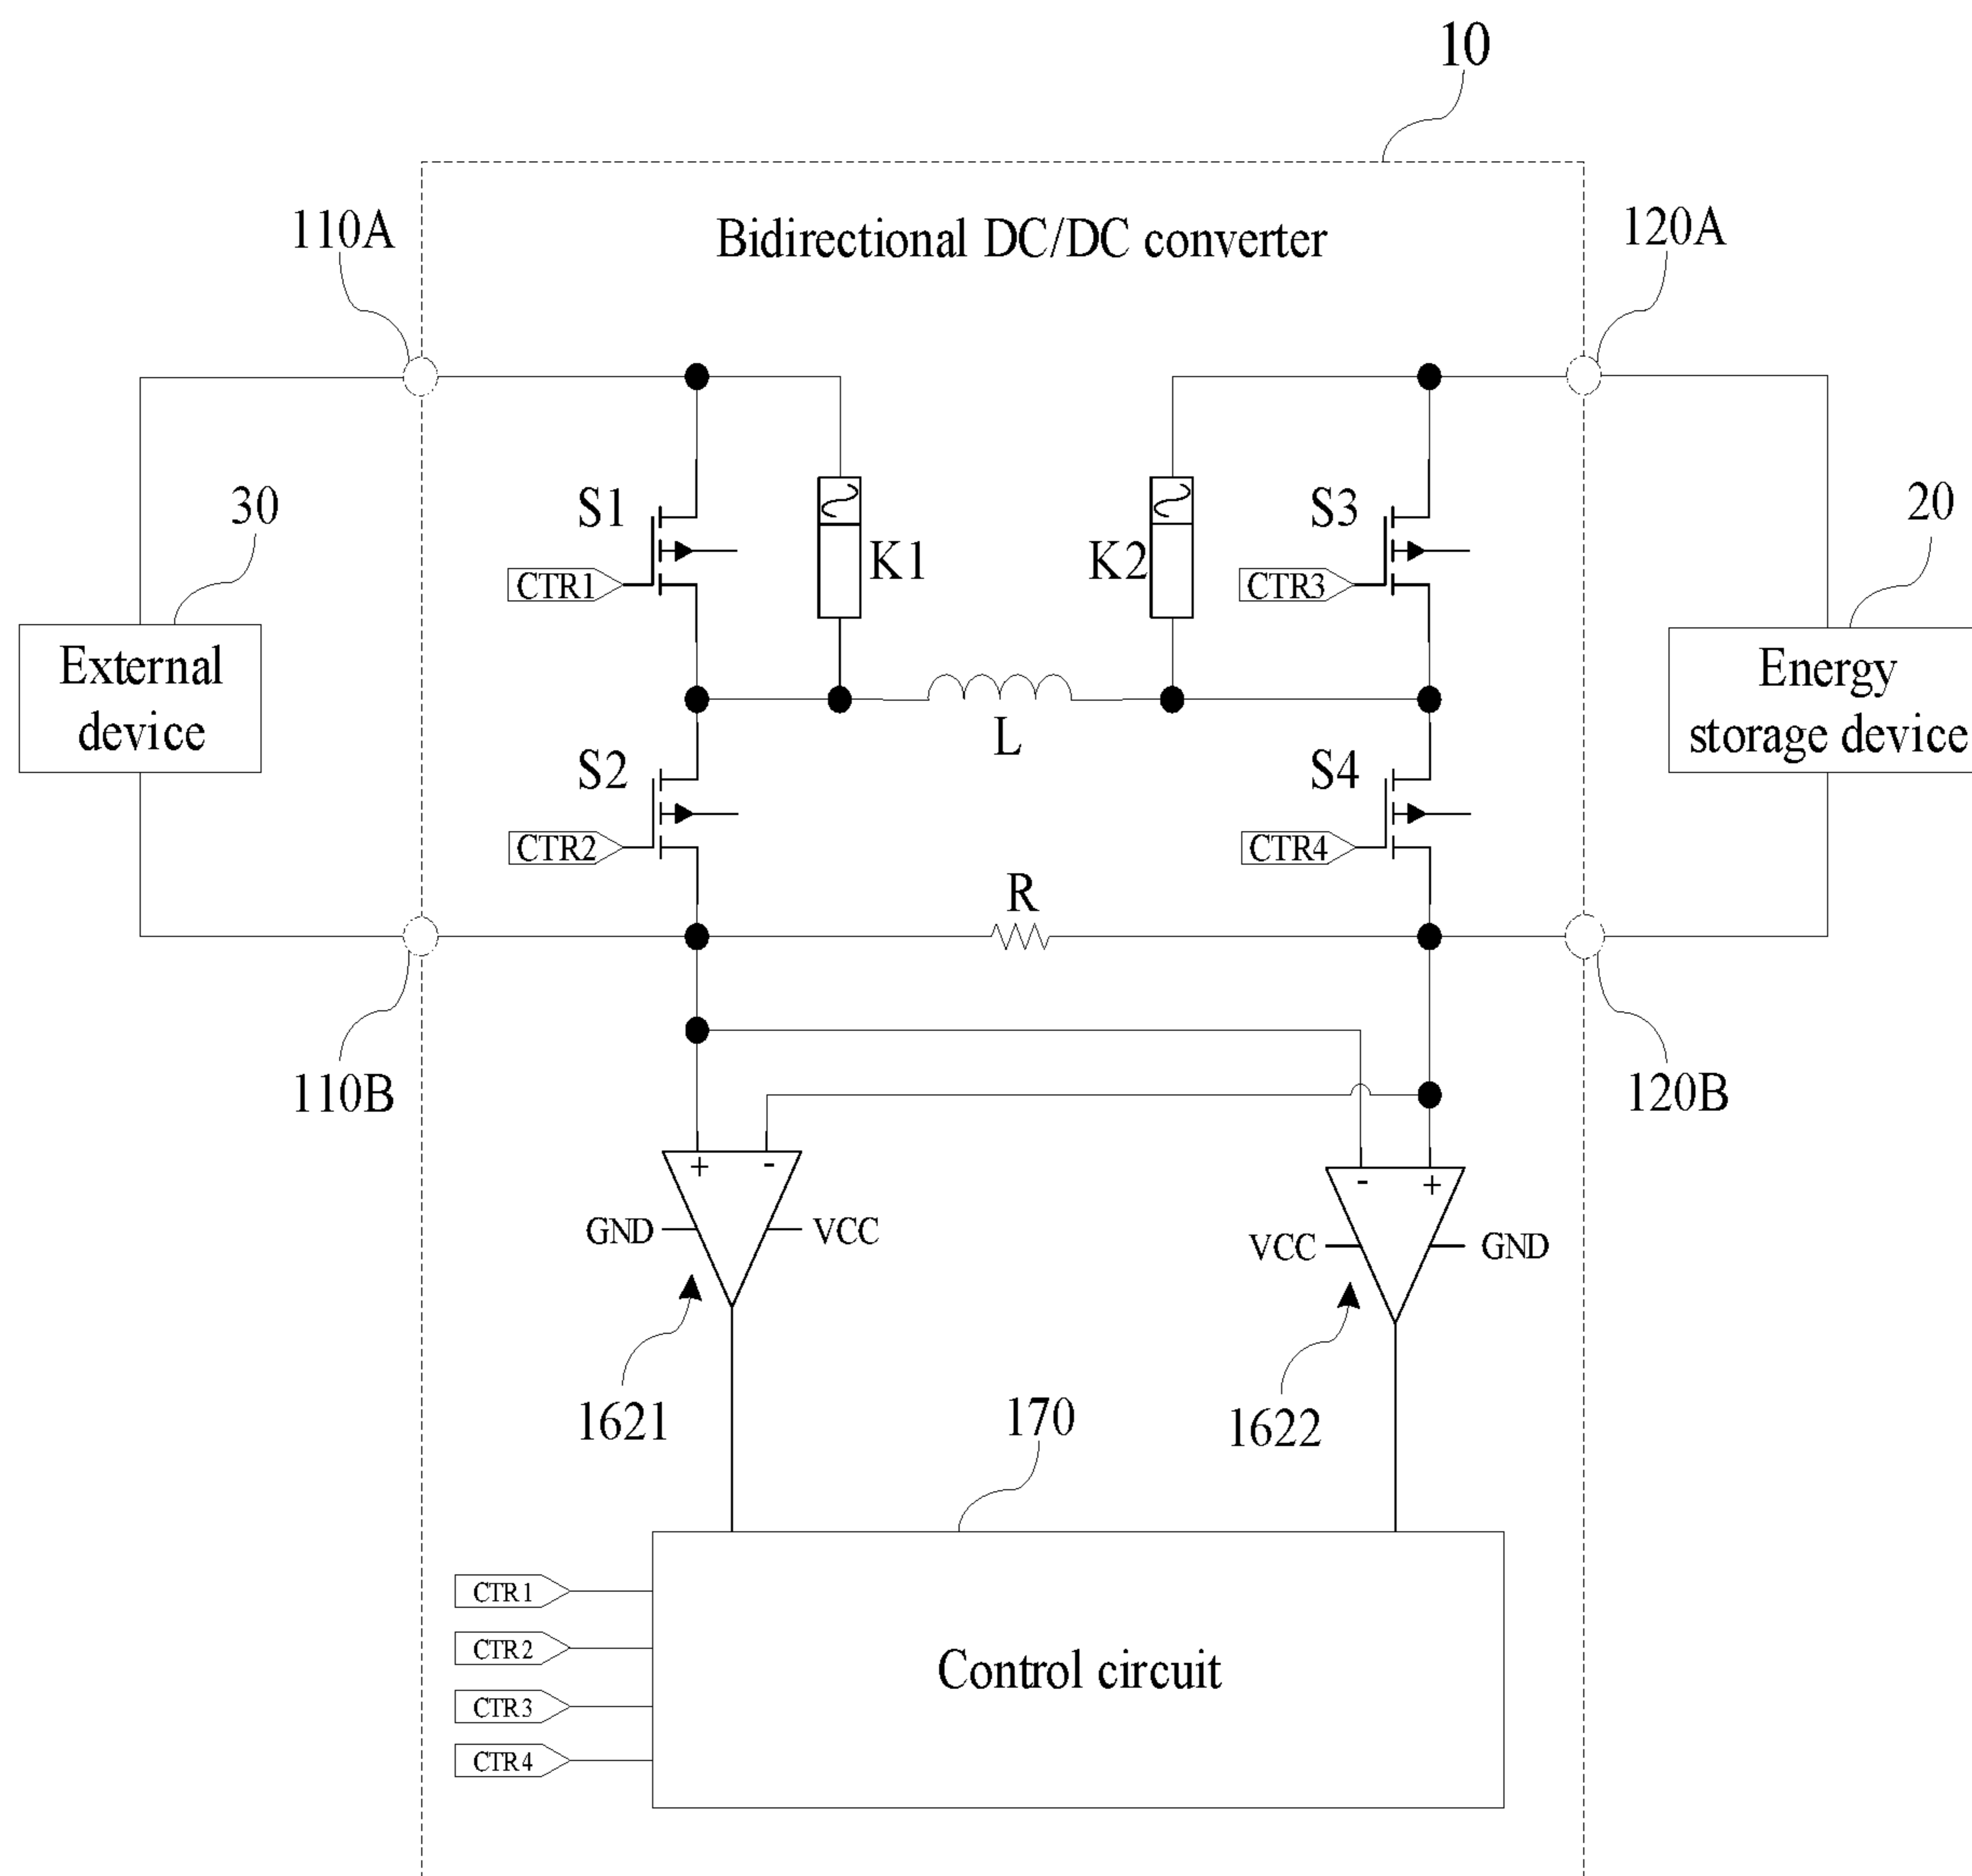 10
110A
Bidirectional DC/DC converter
120A
30
S1
K1
K2
S3
20
CTR1
CTR3
External
device
L
Energy
storage device
S2
S4
CTR2
CTR4
R
110B
120B
+ -
- +
GND
VCC
VCC
GND
1621
170
1622
CTR1
CTR2
CTR3
CTR4
Control circuit